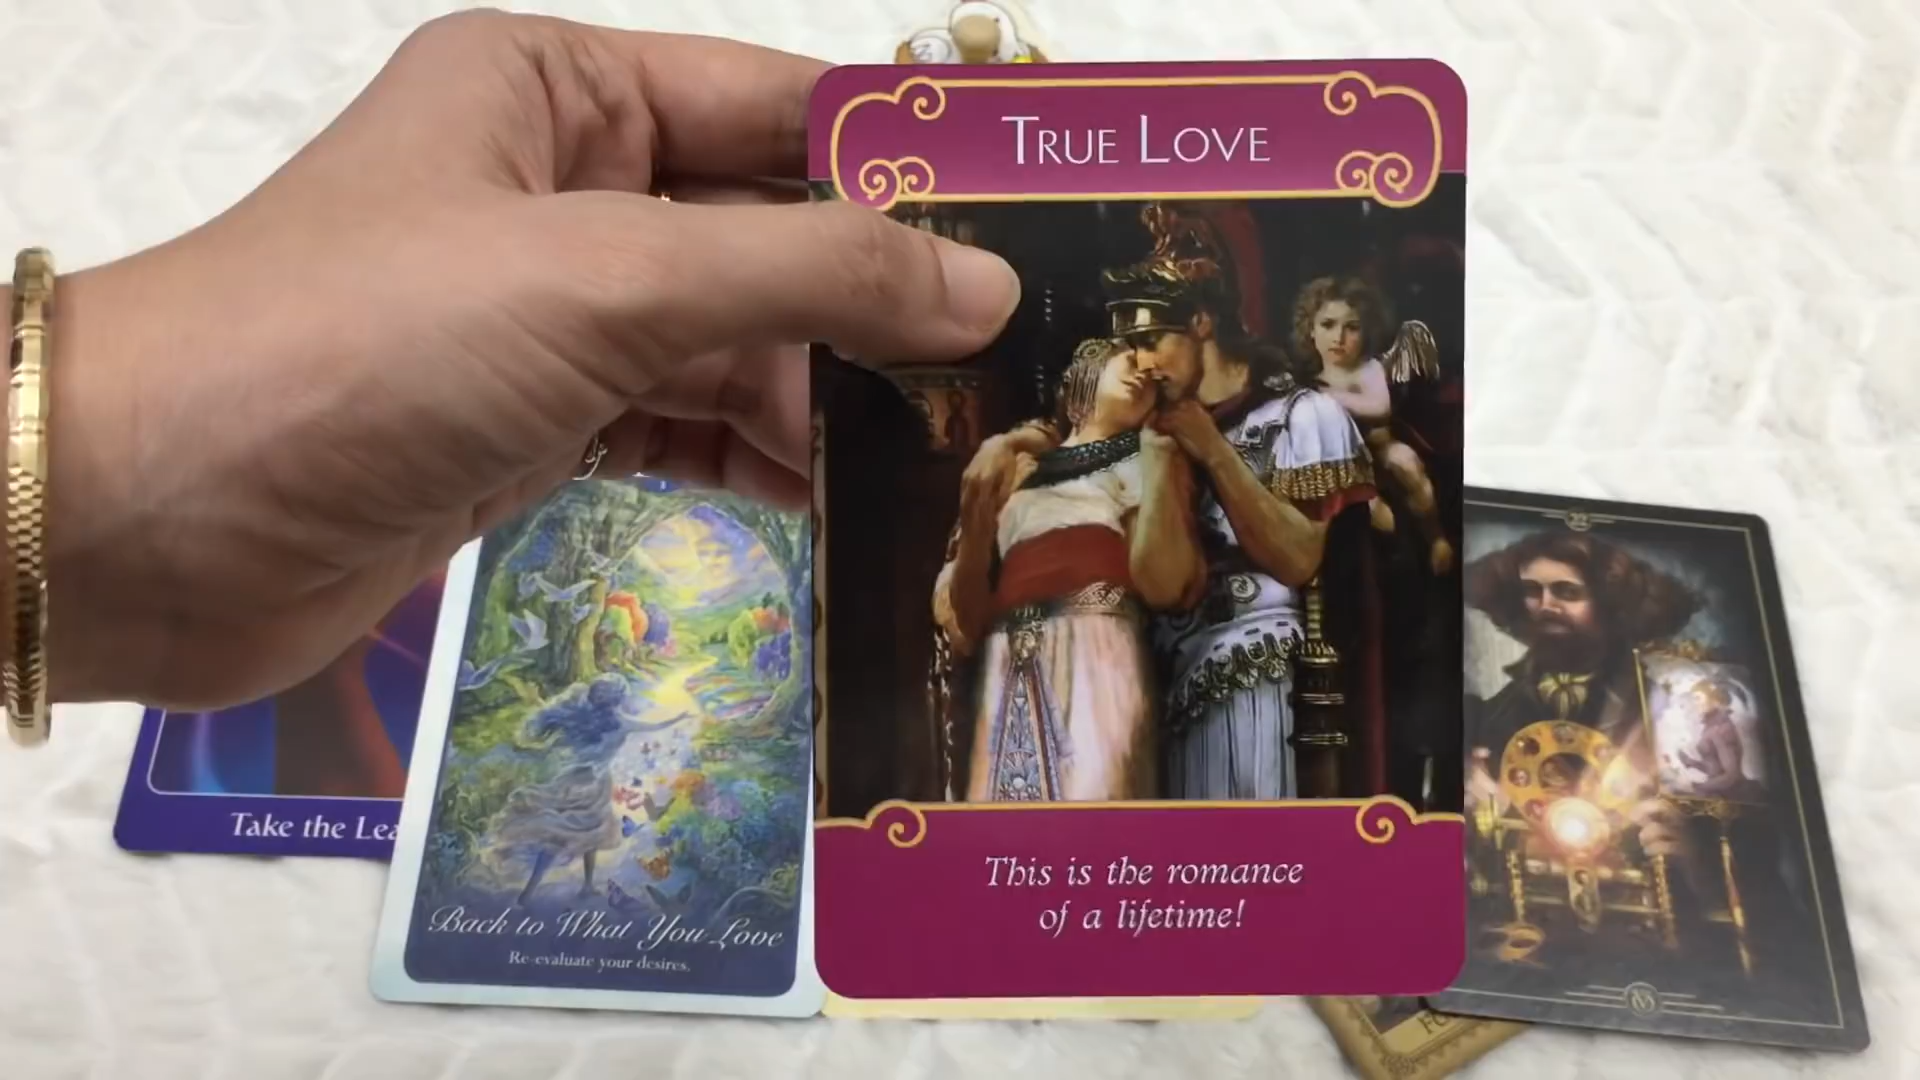 TRUE LOVE
This is the romance
of a lifetime!
Take the Lea
Back to What You Love
Re-evaluate your desires.
22